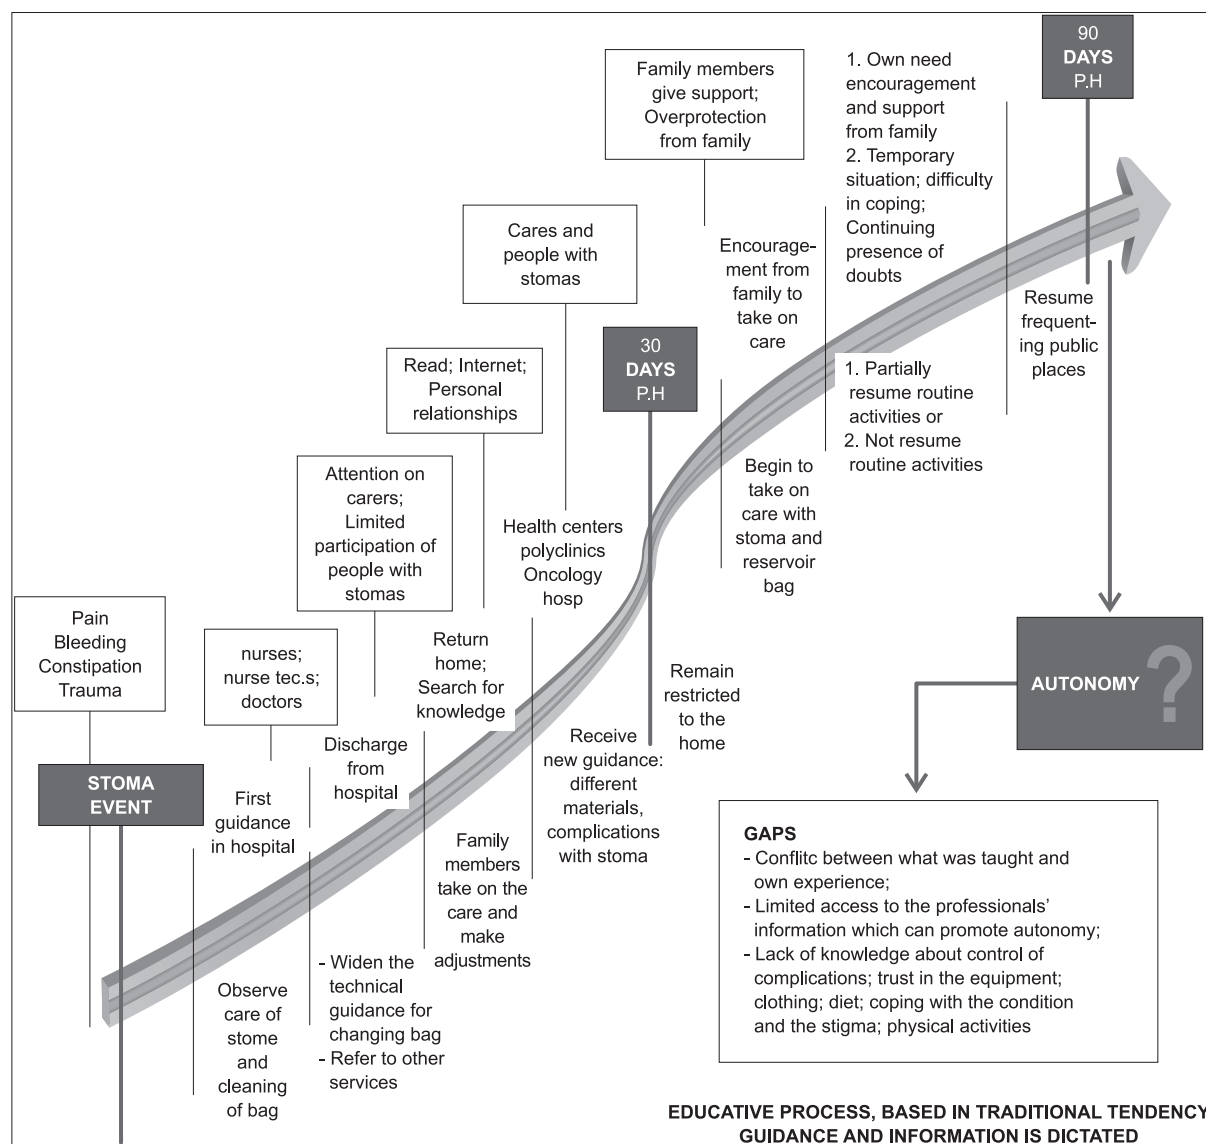 Pain
Bleeding
Constipation
Trauma
STOMA
EVENT
nurses;
nurse tec.s;
doctors
First
guidance
in hospital
Observe
care of
stome
and
cleaning
of bag
Attention on
carers;
Limited
participation of
people with
stomas
Discharge
from
hospital
- Widen the
technical
guidance for
changing bag
- Refer to other
services
Read; Internet;
Personal
relationships
Return
home;
Search for
knowledge
Family
members
take on the
care and
make
adjustments
Cares and
people with
stomas
Health centers
polyclinics
Oncology
hosp
Receive
new guidance:
different
materials,
complications
with stoma
30
DAYS
P.H
Remain
restricted
to the
home
Family members
give support;
Overprotection
from family
Encourage-
ment from
family to
take on
care
Begin to
take on
care with
stoma and
reservoir
bag
1. Own need
encouragement
and support
from family
2. Temporary
situation; difficulty
in coping;
Continuing
presence of
doubts
1. Partially
resume routine
activities or
2. Not resume
routine activities
90
DAYS
P.H
Resume
frequent-
ing public
places
AUTONOMY ?
GAPS
- Conflitc between what was taught and
own experience;
- Limited access to the professionals'
information which can promote autonomy;
- Lack of knowledge about control of
complications; trust in the equipment;
clothing; diet; coping with the condition
and the stigma; physical activities
EDUCATIVE PROCESS, BASED IN TRADITIONAL TENDENCY
GUIDANCE AND INFORMATION IS DICTATED